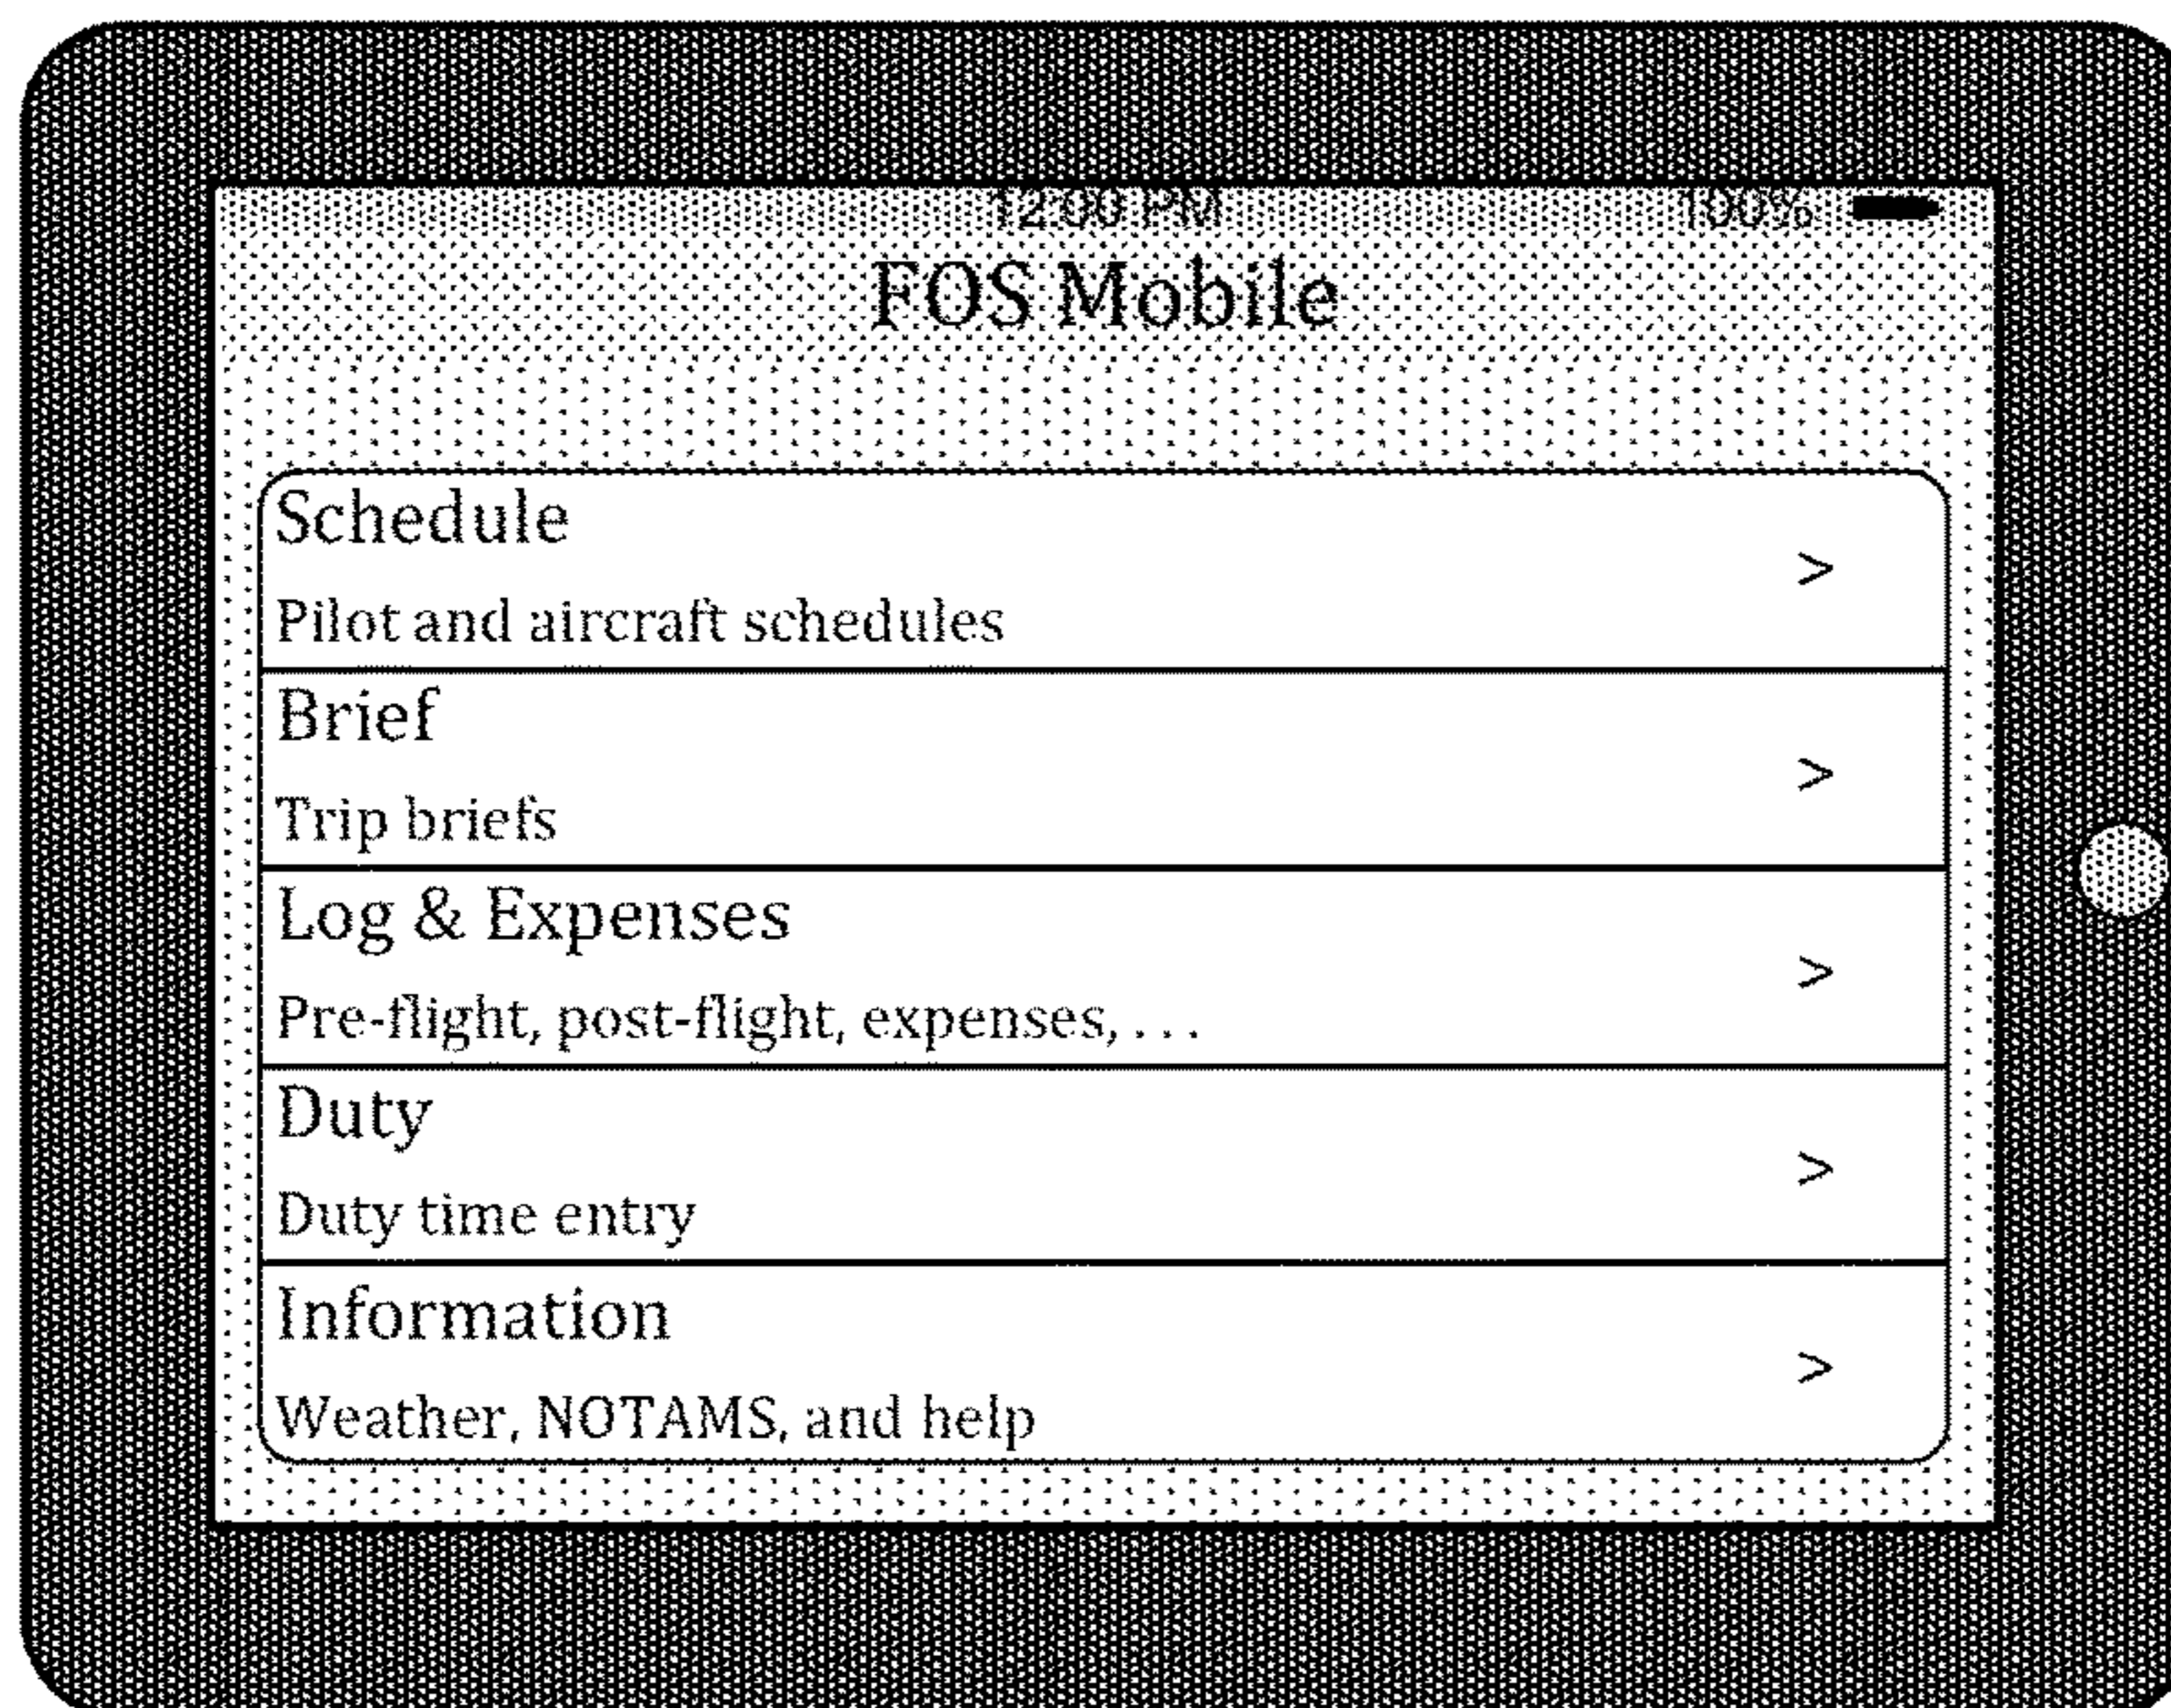 12:00 PM 100%
FOS Mobile
Schedule
>
Pilot and aircraft schedules
Brief
>
Trip briefs
Log & Expenses
>
Pre-flight, post-flight, expenses, . . .
Duty
>
Duty time entry
Information
>
Weather, NOTAMS, and help